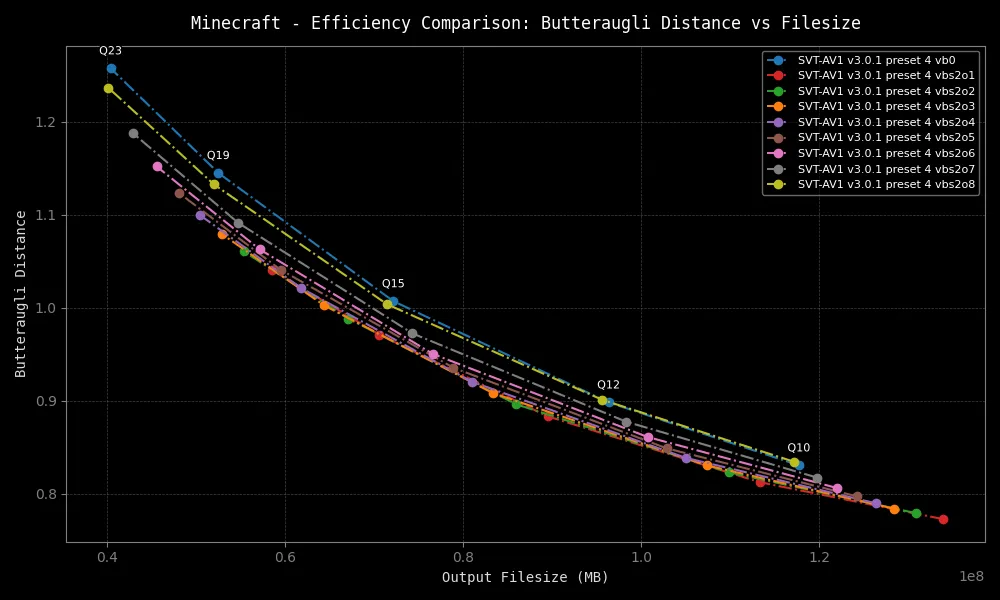 Minecraft - Efficiency Comparison: Butteraugli Distance vs Filesize
Q23
Q19
Q15
Q12
Q10
SVT-AV1 v3.0.1 preset 4 vb0
SVT-AV1 v3.0.1 preset 4 vbs2o1
SVT-AV1 v3.0.1 preset 4 vbs2o2
SVT-AV1 v3.0.1 preset 4 vbs2o3
SVT-AV1 v3.0.1 preset 4 vbs2o4
SVT-AV1 v3.0.1 preset 4 vbs2o5
SVT-AV1 v3.0.1 preset 4 vbs2o6
SVT-AV1 v3.0.1 preset 4 vbs2o7
SVT-AV1 v3.0.1 preset 4 vbs2o8
Butteraugli Distance
1.2
1.1
1.0
0.9
0.8
0.4 0.6 0.8 1.0 1.2
1e8
Output Filesize (MB)